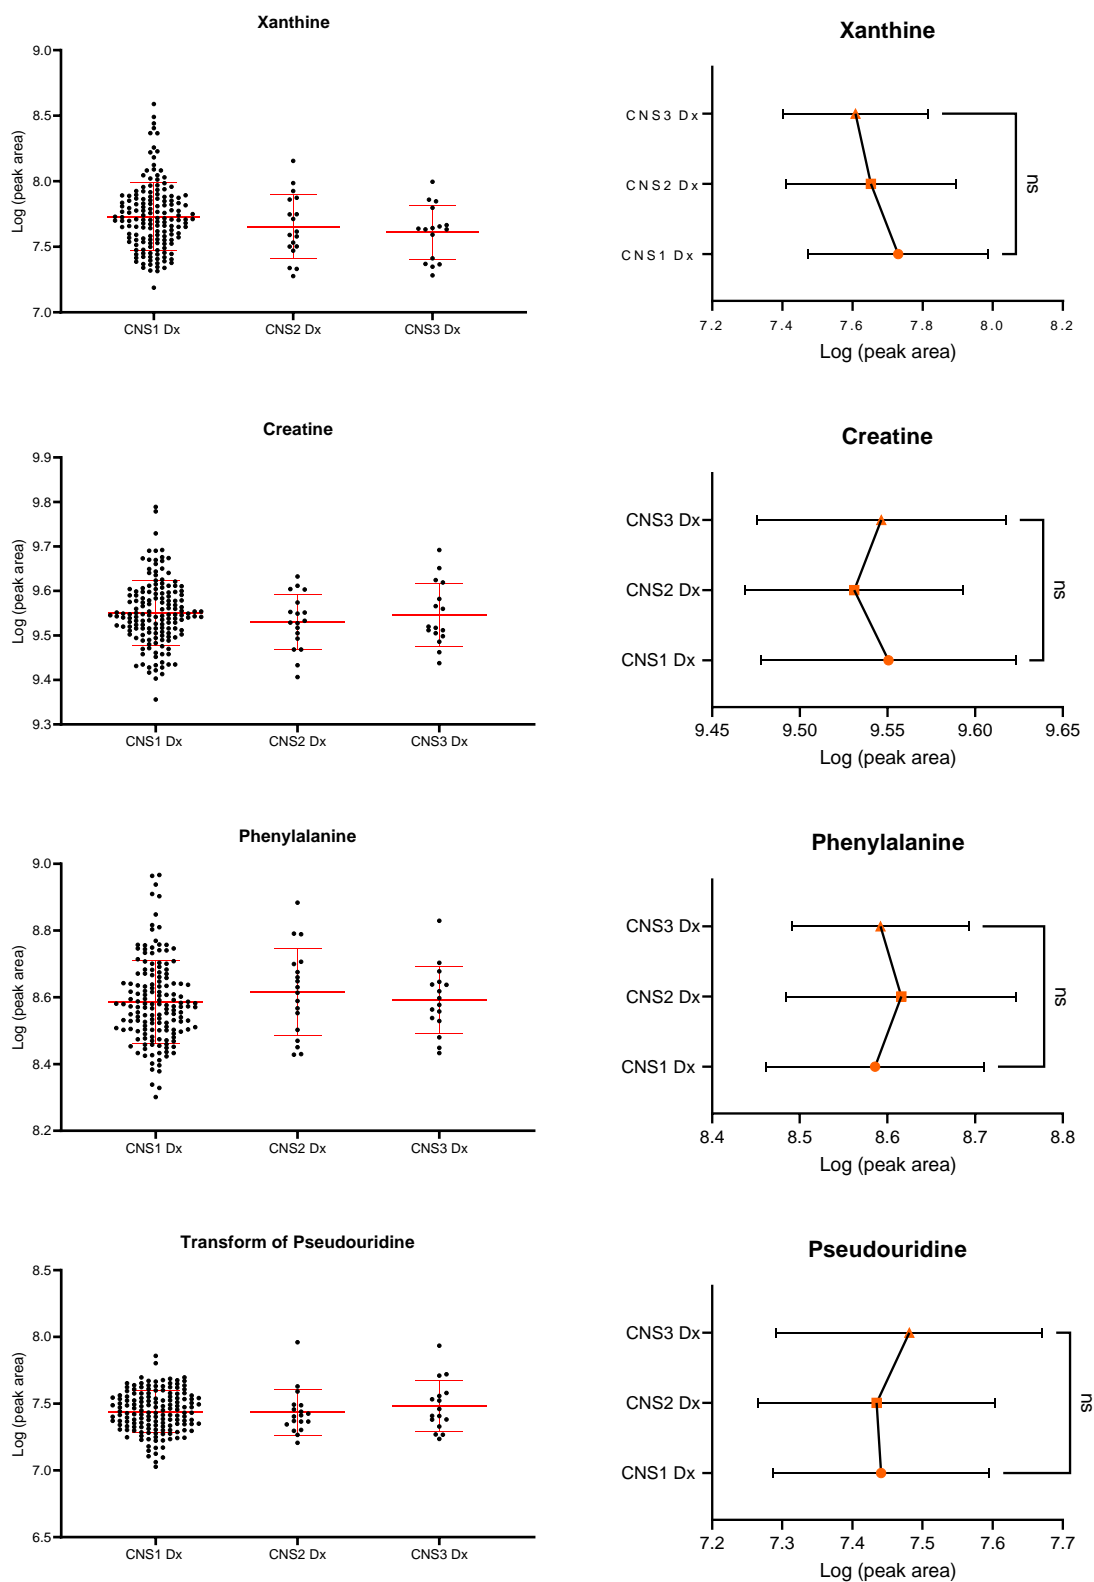 Xanthine
Log (peak area)
9.0
8.5
8.0
7.5
7.0
CNS1 Dx CNS2 Dx CNS3 Dx
Xanthine
CNS3 Dx
CNS2 Dx
CNS1 Dx
ns
7.2 7.4 7.6 7.8 8.0 8.2
Log (peak area)
Creatine
Log (peak area)
9.9
9.8
9.7
9.6
9.5
9.4
9.3
CNS1 Dx CNS2 Dx CNS3 Dx
Creatine
CNS3 Dx
CNS2 Dx
CNS1 Dx
ns
9.45 9.50 9.55 9.60 9.65
Log (peak area)
Phenylalanine
Log (peak area)
9.0
8.8
8.6
8.4
8.2
CNS1 Dx CNS2 Dx CNS3 Dx
Phenylalanine
CNS3 Dx
CNS2 Dx
CNS1 Dx
ns
8.4 8.5 8.6 8.7 8.8
Log (peak area)
Transform of Pseudouridine
Log (peak area)
8.5
8.0
7.5
7.0
6.5
CNS1 Dx CNS2 Dx CNS3 Dx
Pseudouridine
CNS3 Dx
CNS2 Dx
CNS1 Dx
ns
7.2 7.3 7.4 7.5 7.6 7.7
Log (peak area)